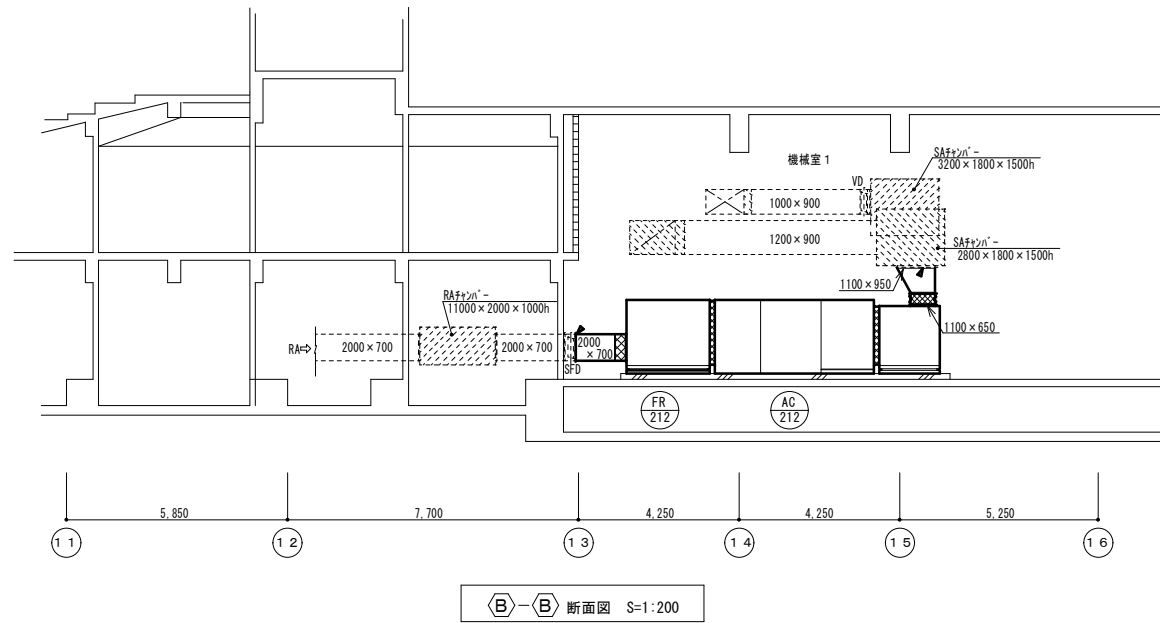 機械室１
SAﾁｬﾝﾊﾞｰ
3200×1800×1500h
VD
1000×900
1200×900
SAﾁｬﾝﾊﾞｰ
2800×1800×1500h
1100×950
1100×650
RAﾁｬﾝﾊﾞｰ
11000×2000×1000h
RA⇨
2000×700
2000×700
2000
×700
SFD
FR
212
AC
212
5,850
7,700
4,250
4,250
5,250
１１
１２
１３
１４
１５
１６
B－B 断面図 S=1:200